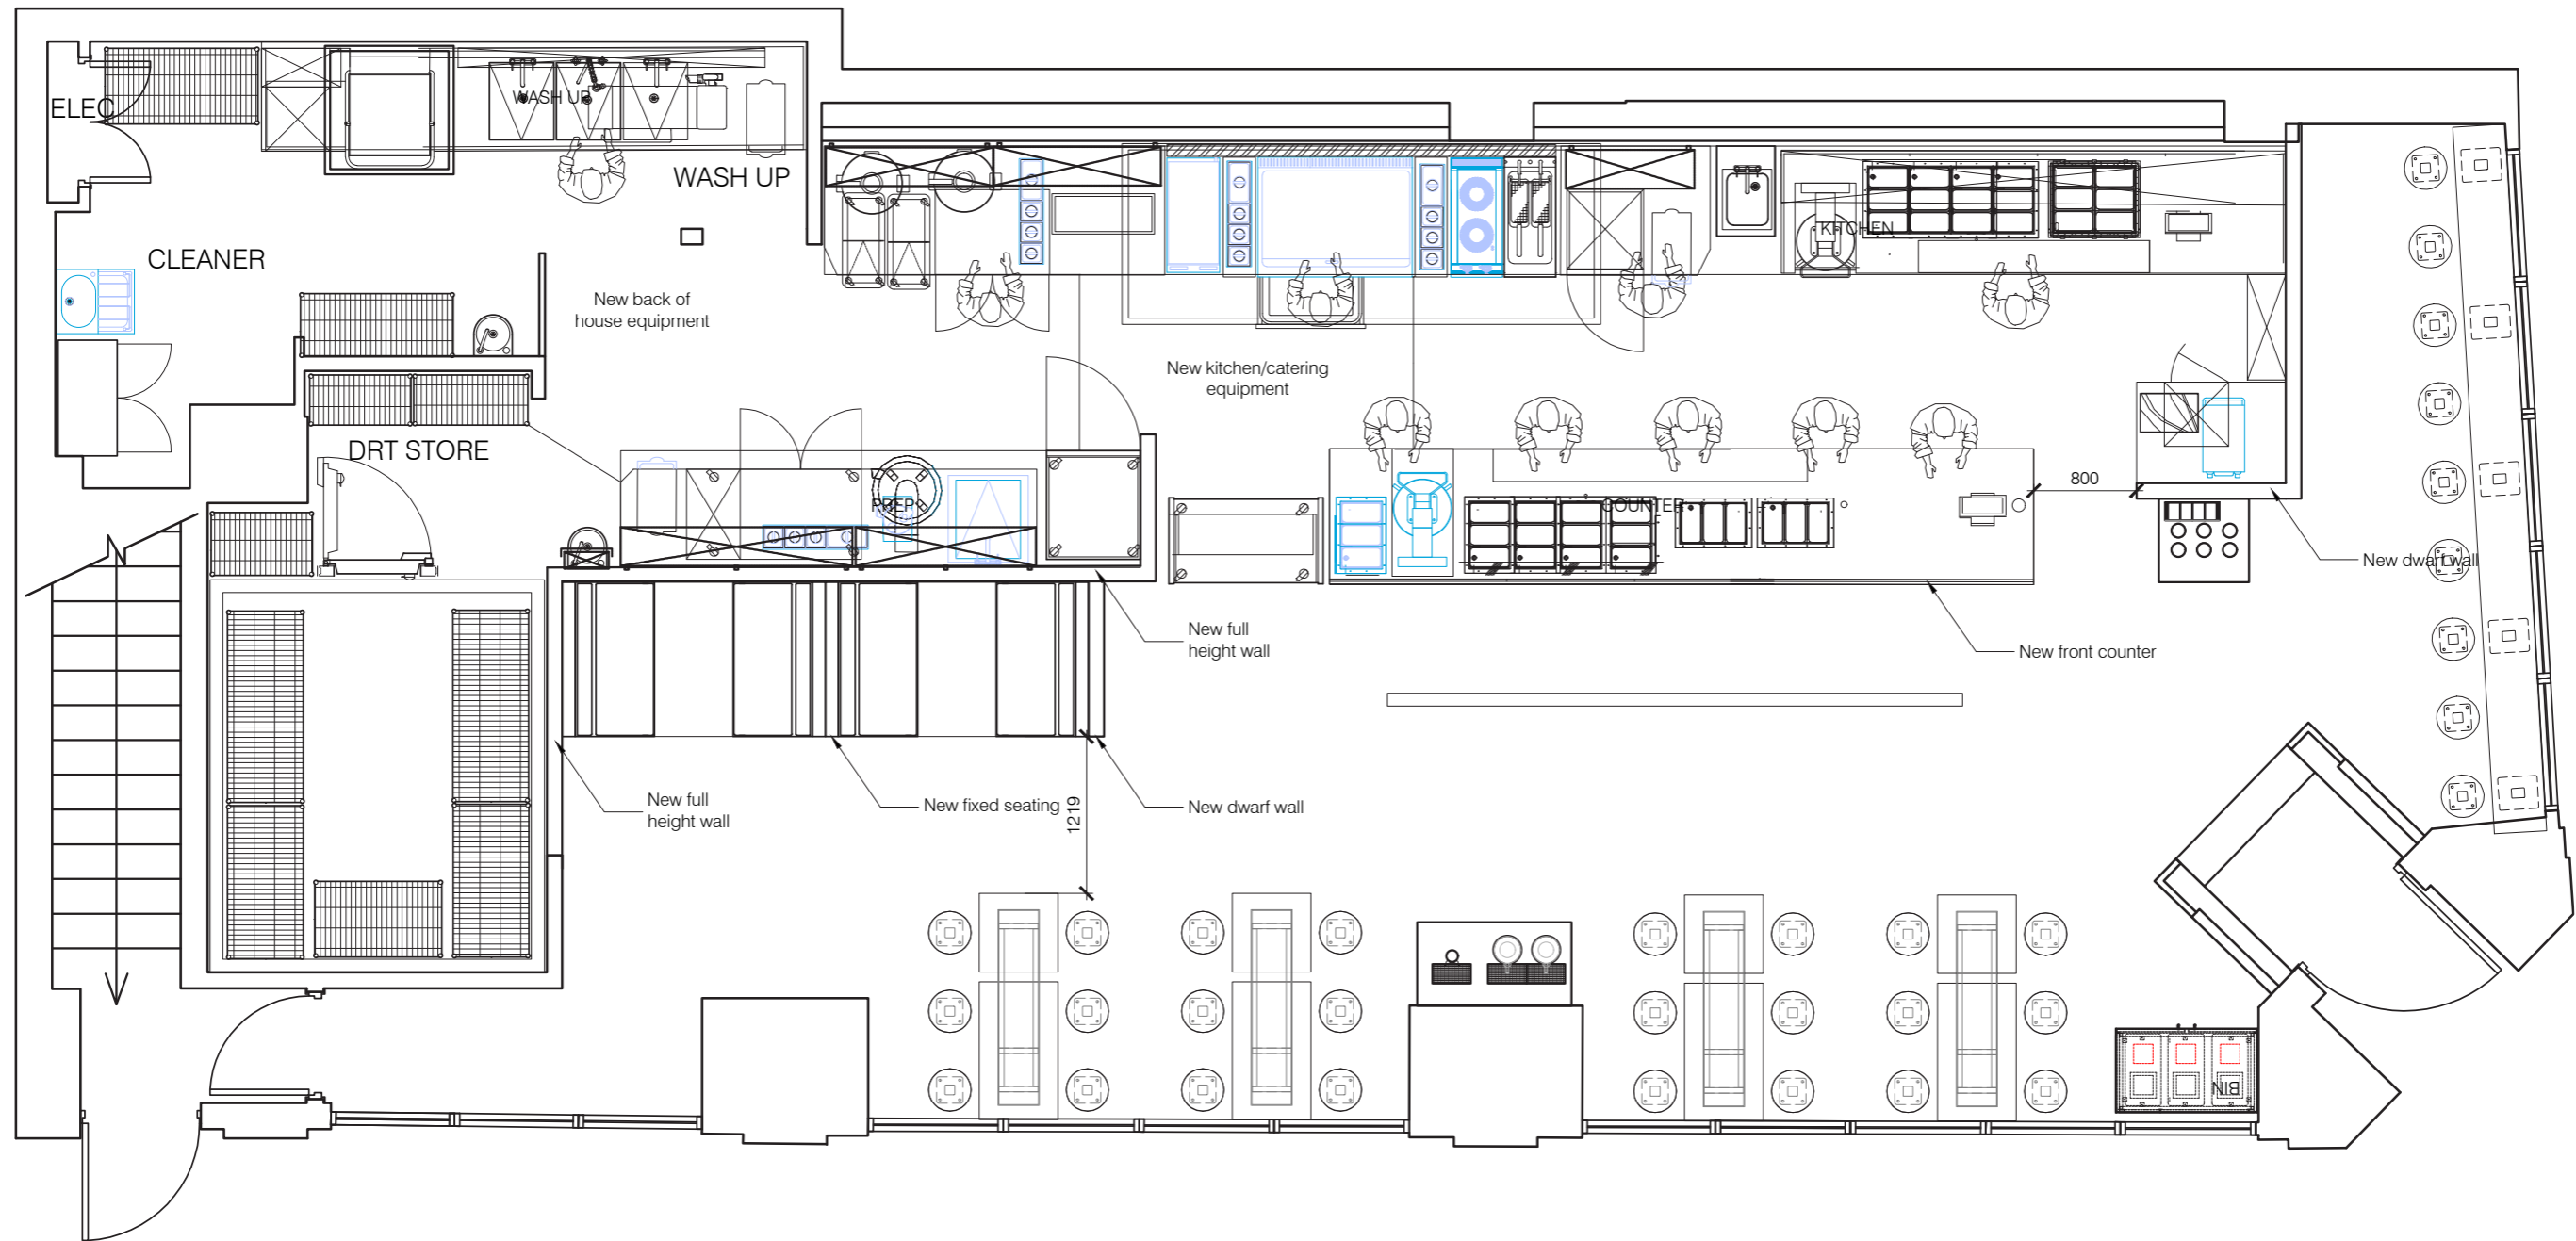 ELEC
WASH UP
WASH UP
CLEANER
KITCHEN
New back of
house equipment
New kitchen/catering
equipment
DRT STORE
PREP
COUNTER
800
New dwarf wall
New full
height wall
New front counter
New full
height wall
New fixed seating
1219
New dwarf wall
BIN